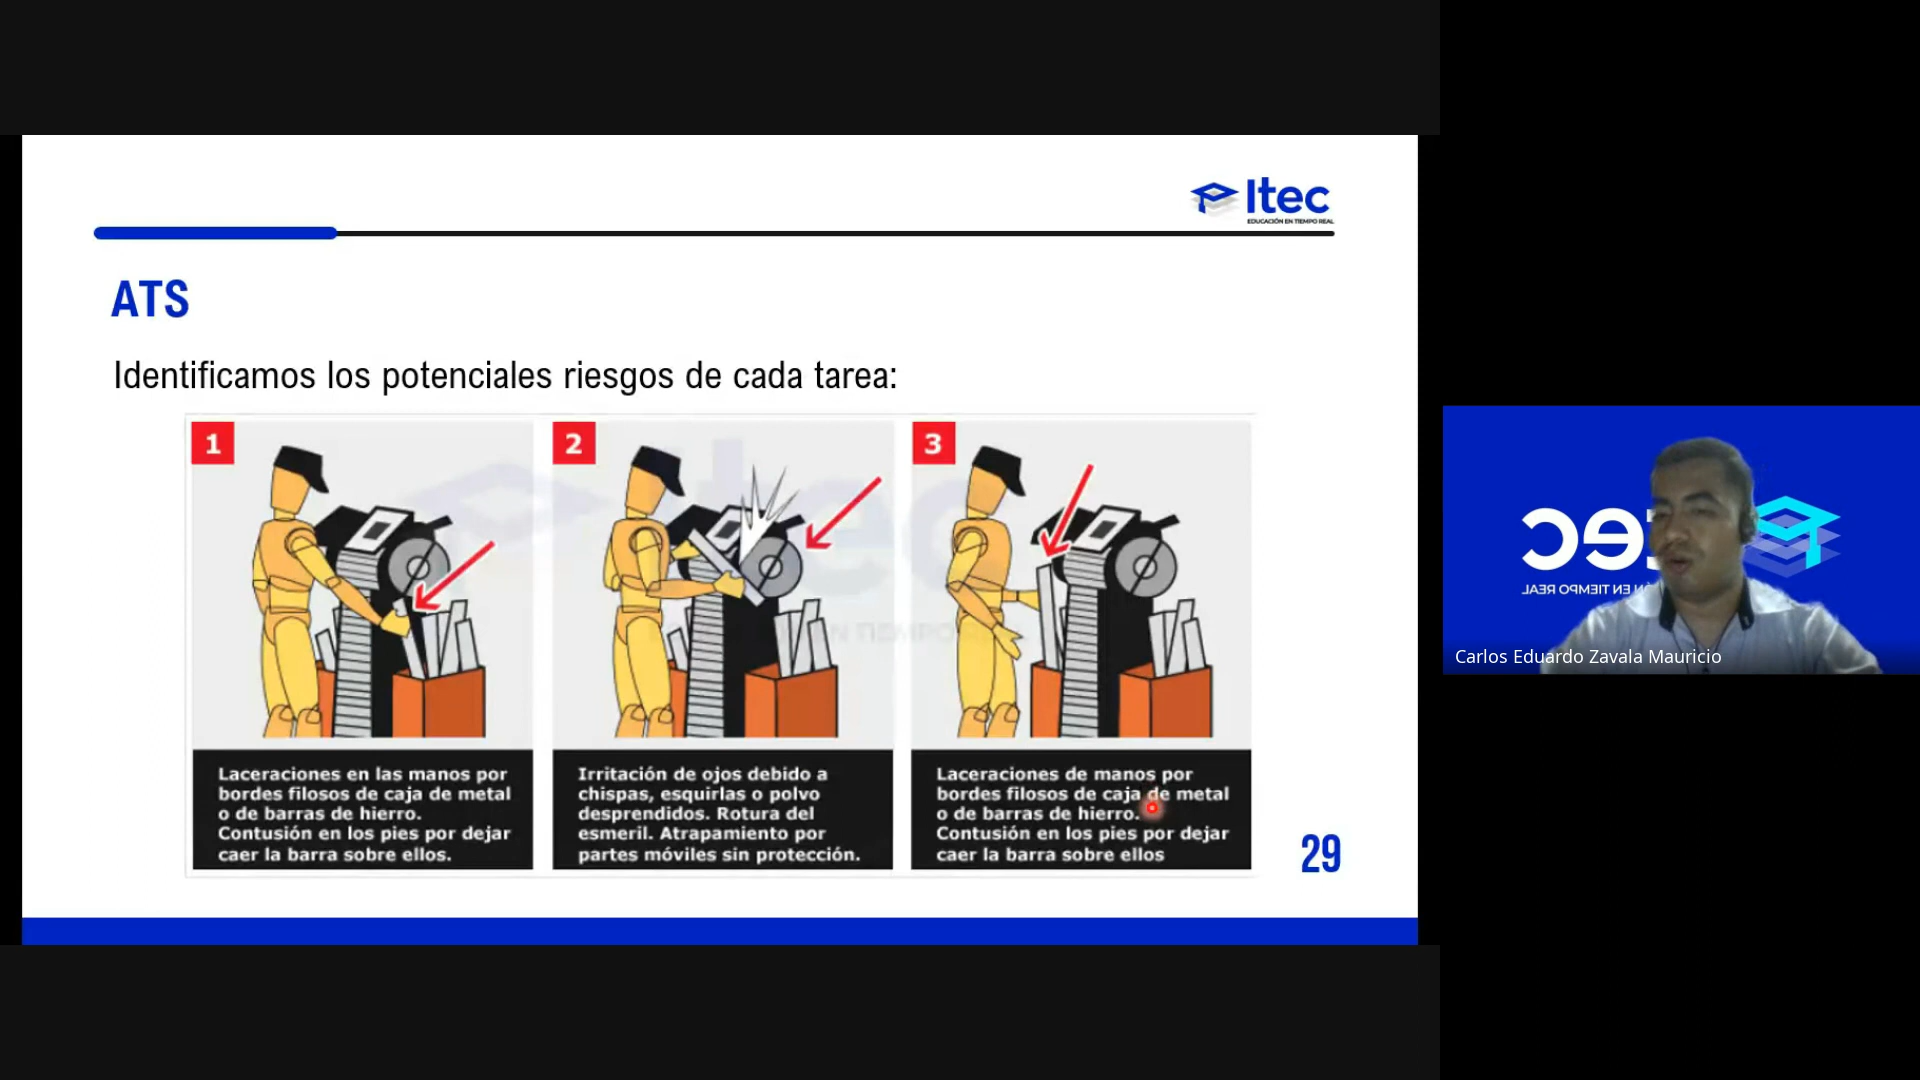 Itec
EDUCACIÓN EN TIEMPO REAL
ATS
Identificamos los potenciales riesgos de cada tarea:
1
2
3
Laceraciones en las manos por
bordes filosos de caja de metal
o de barras de hierro.
Contusión en los pies por dejar
caer la barra sobre ellos.
Irritación de ojos debido a
chispas, esquirlas o polvo
desprendidos. Rotura del
esmeril. Atrapamiento por
partes móviles sin protección.
Laceraciones de manos por
bordes filosos de caja de metal
o de barras de hierro.
Contusión en los pies por dejar
caer la barra sobre ellos
29
EN TIEMPO REAL
Carlos Eduardo Zavala Mauricio